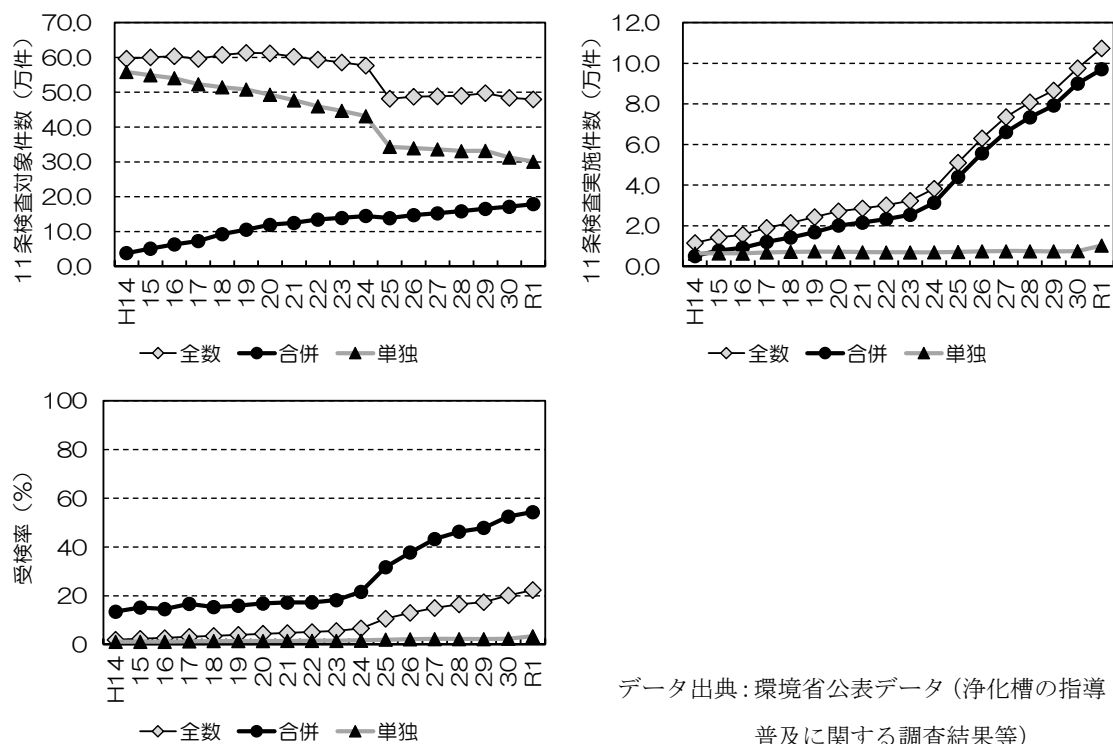 11条検査対象件数（万件）
70.0
60.0
50.0
40.0
30.0
20.0
10.0
0.0
H14 15 16 17 18 19 20 21 22 23 24 25 26 27 28 29 30 R1
全数 合併 単独
11条検査実施件数（万件）
12.0
10.0
8.0
6.0
4.0
2.0
0.0
H14 15 16 17 18 19 20 21 22 23 24 25 26 27 28 29 30 R1
全数 合併 単独
受検率（%）
100
80
60
40
20
0
H14 15 16 17 18 19 20 21 22 23 24 25 26 27 28 29 30 R1
全数 合併 単独
データ出典：環境省公表データ（浄化槽の指導
普及に関する調査結果等）